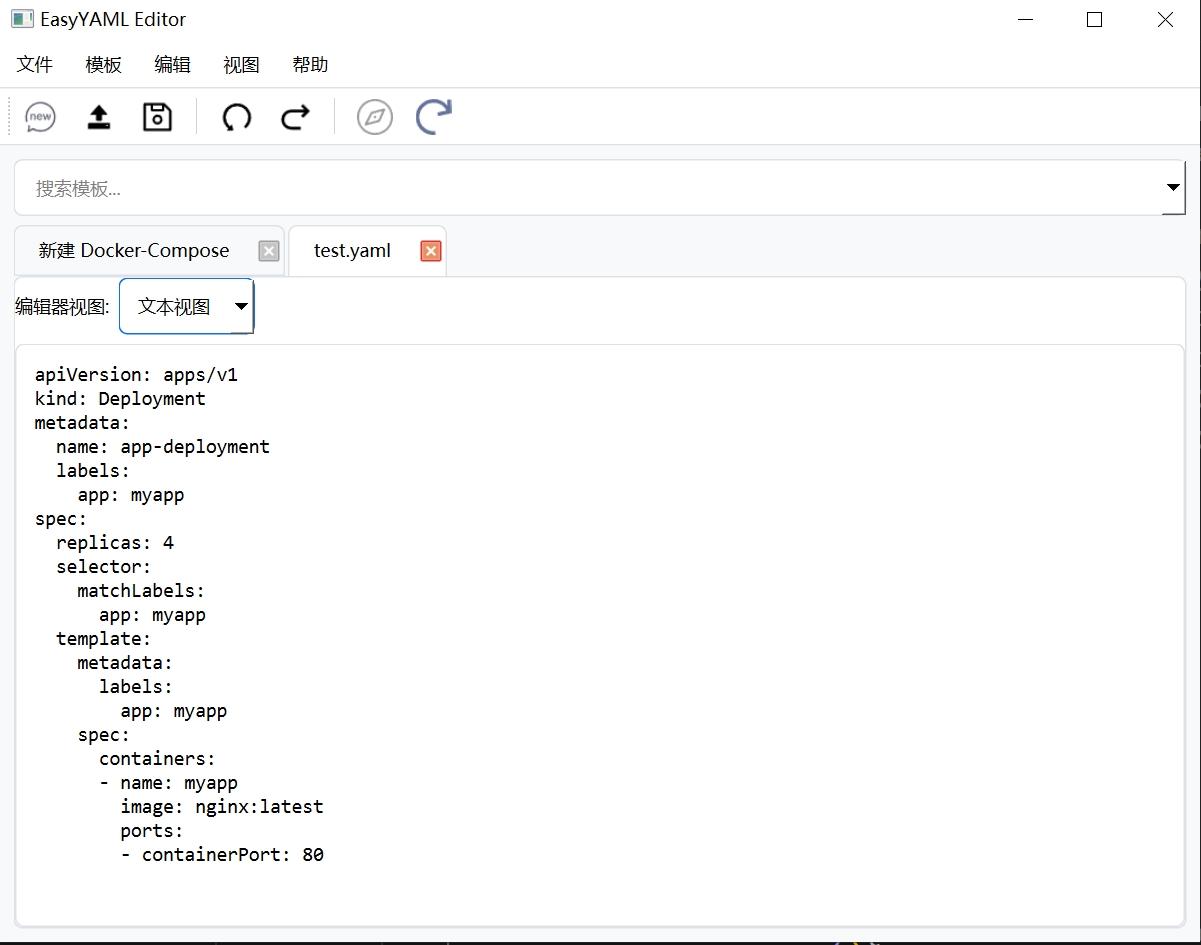 EasyYAML Editor
文件 模板 编辑 视图 帮助
new
搜索模板...
新建 Docker-Compose test.yaml
编辑器视图: 文本视图
apiVersion: apps/v1
kind: Deployment
metadata:
  name: app-deployment
  labels:
    app: myapp
spec:
  replicas: 4
  selector:
    matchLabels:
      app: myapp
  template:
    metadata:
      labels:
        app: myapp
    spec:
      containers:
      - name: myapp
        image: nginx:latest
        ports:
        - containerPort: 80